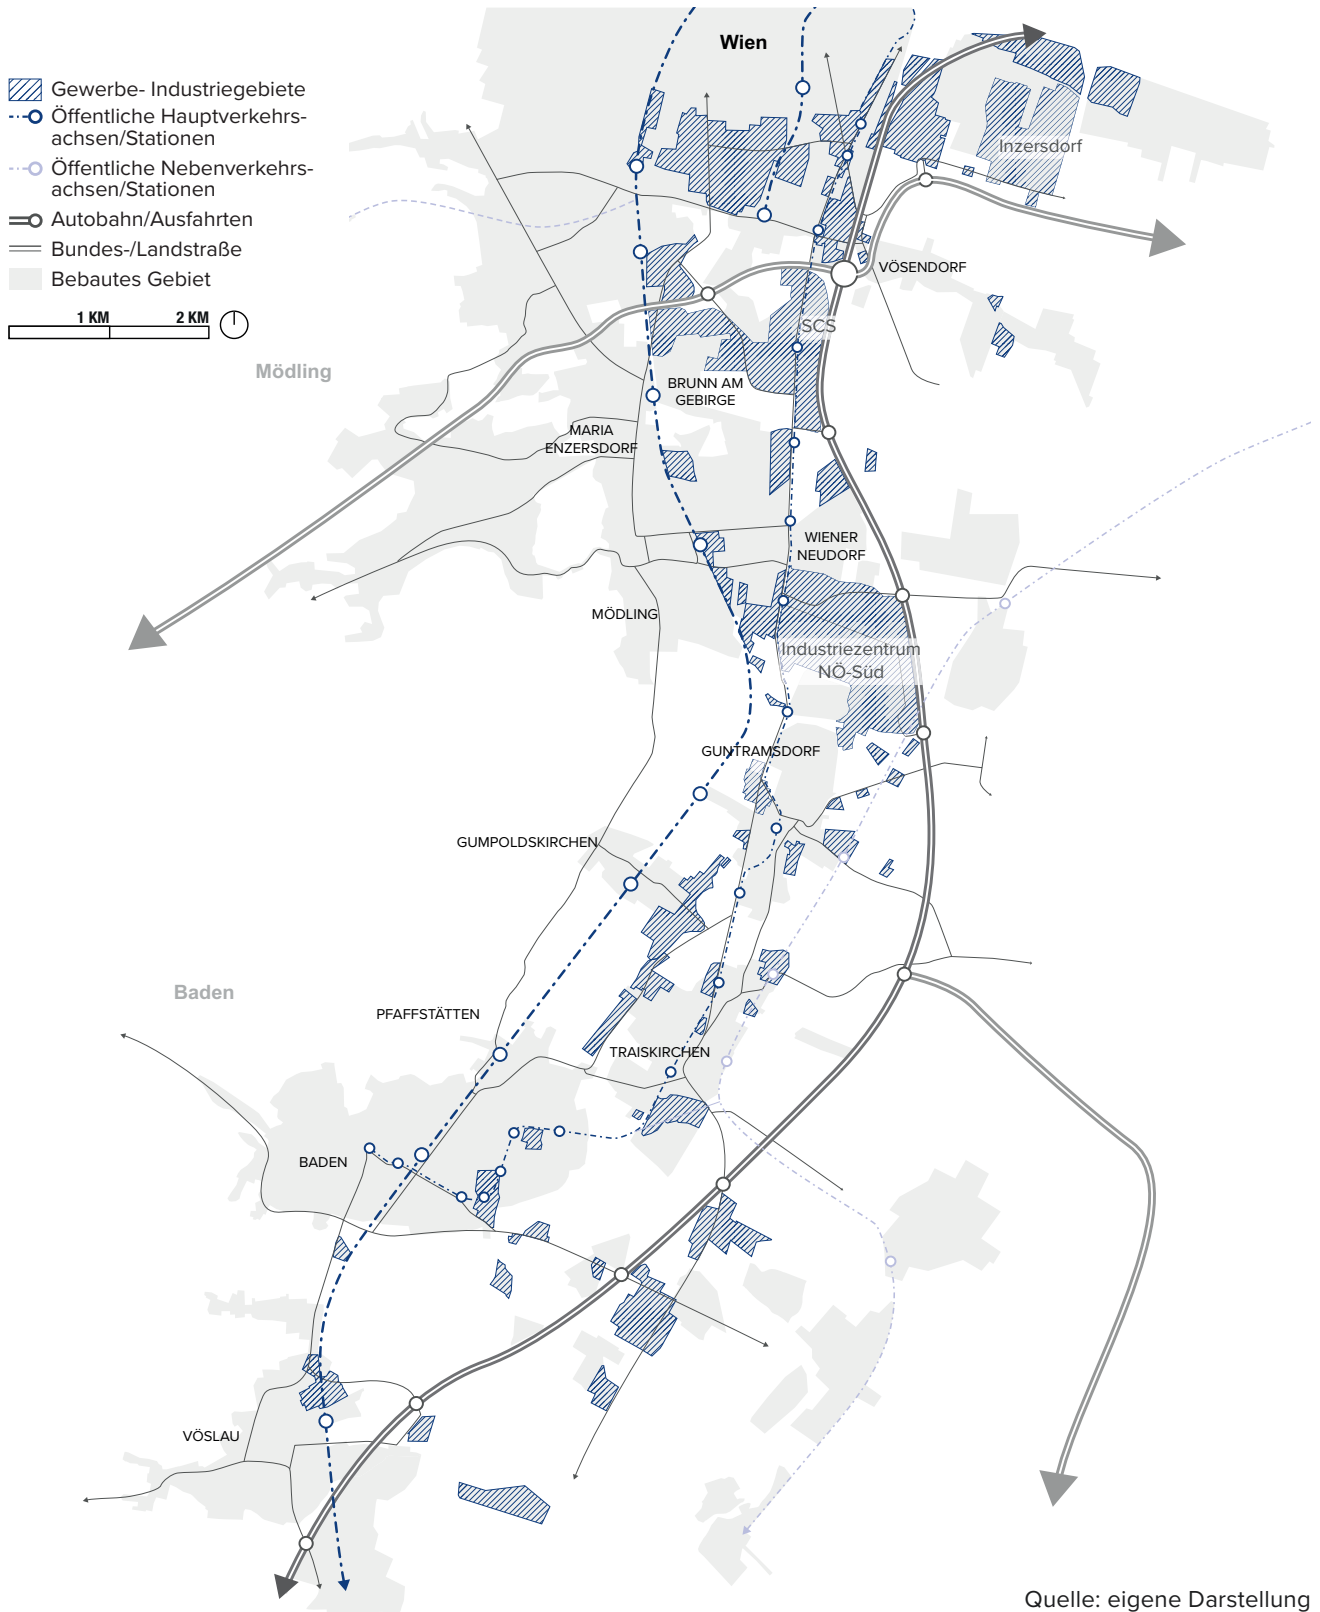 Wien
Gewerbe- Industriegebiete
Öffentliche Hauptverkehrs-
achsen/Stationen
Öffentliche Nebenverkehrs-
achsen/Stationen
Autobahn/Ausfahrten
Bundes-/Landstraße
Bebautes Gebiet
1 KM 2 KM
Inzersdorf
VÖSENDORF
SCS
Mödling
BRUNN AM
GEBIRGE
MARIA
ENZERSDORF
WIENER
NEUDORF
MÖDLING
Industriezentrum
NÖ-Süd
GUNTRAMSDORF
GUMPOLDSKIRCHEN
Baden
PFAFFSTÄTTEN
TRAISKIRCHEN
BADEN
VÖSLAU
Quelle: eigene Darstellung